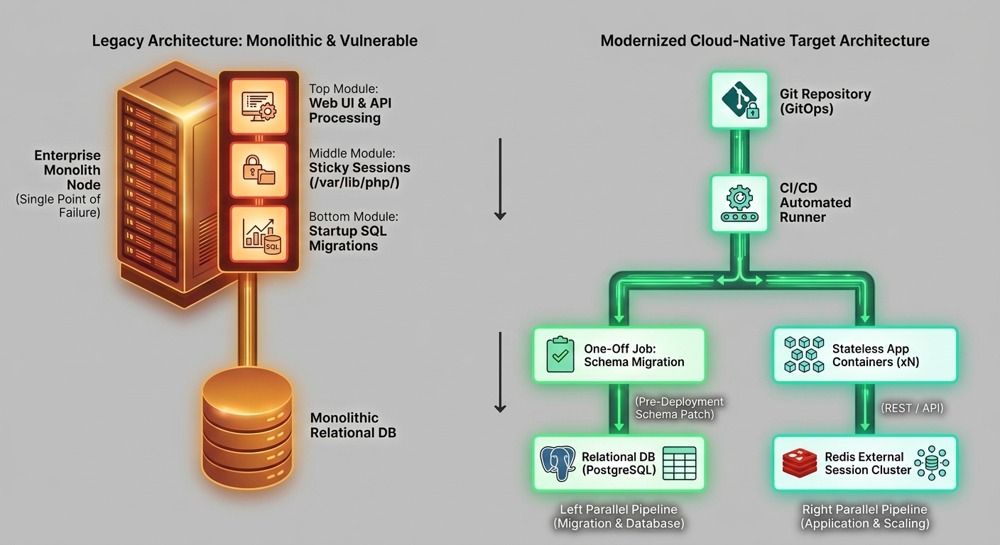 Legacy Architecture: Monolithic & Vulnerable
Enterprise
Monolith
Node
(Single Point of
Failure)
Top Module:
Web UI & API
Processing
Middle Module:
Sticky Sessions
(/var/lib/php/)
Bottom Module:
Startup SQL
Migrations
SQL
Monolithic
Relational DB
Modernized Cloud-Native Target Architecture
Git Repository
(GitOps)
CI/CD
Automated
Runner
One-Off Job:
Schema Migration
(Pre-Deployment
Schema Patch)
Relational DB
(PostgreSQL)
Left Parallel Pipeline
(Migration & Database)
Stateless App
Containers (xN)
(REST / API)
Redis External
Session Cluster
Right Parallel Pipeline
(Application & Scaling)